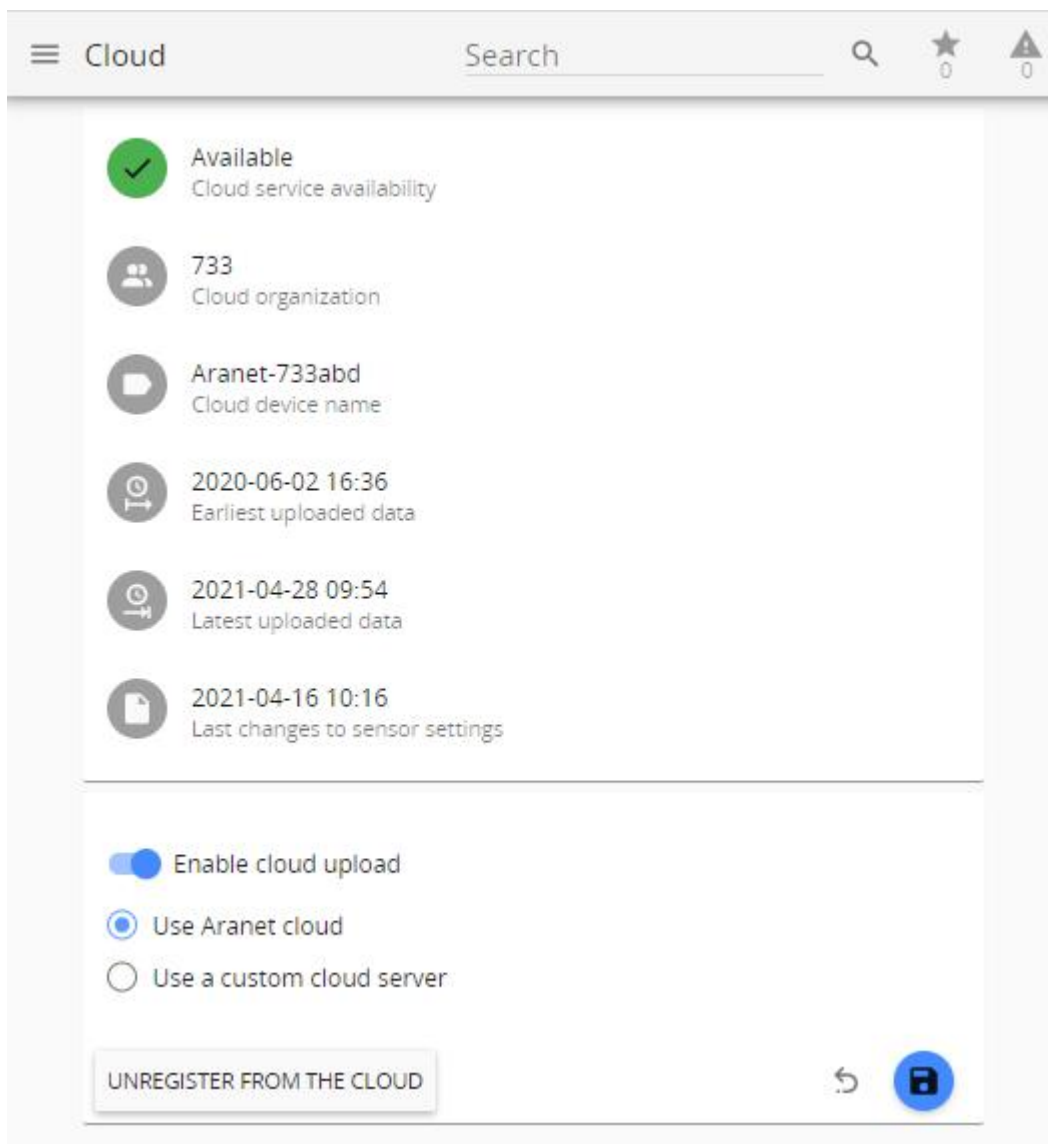 Cloud
Search
0
0
Available
Cloud service availability
733
Cloud organization
Aranet-733abd
Cloud device name
2020-06-02 16:36
Earliest uploaded data
2021-04-28 09:54
Latest uploaded data
2021-04-16 10:16
Last changes to sensor settings
Enable cloud upload
Use Aranet cloud
Use a custom cloud server
UNREGISTER FROM THE CLOUD